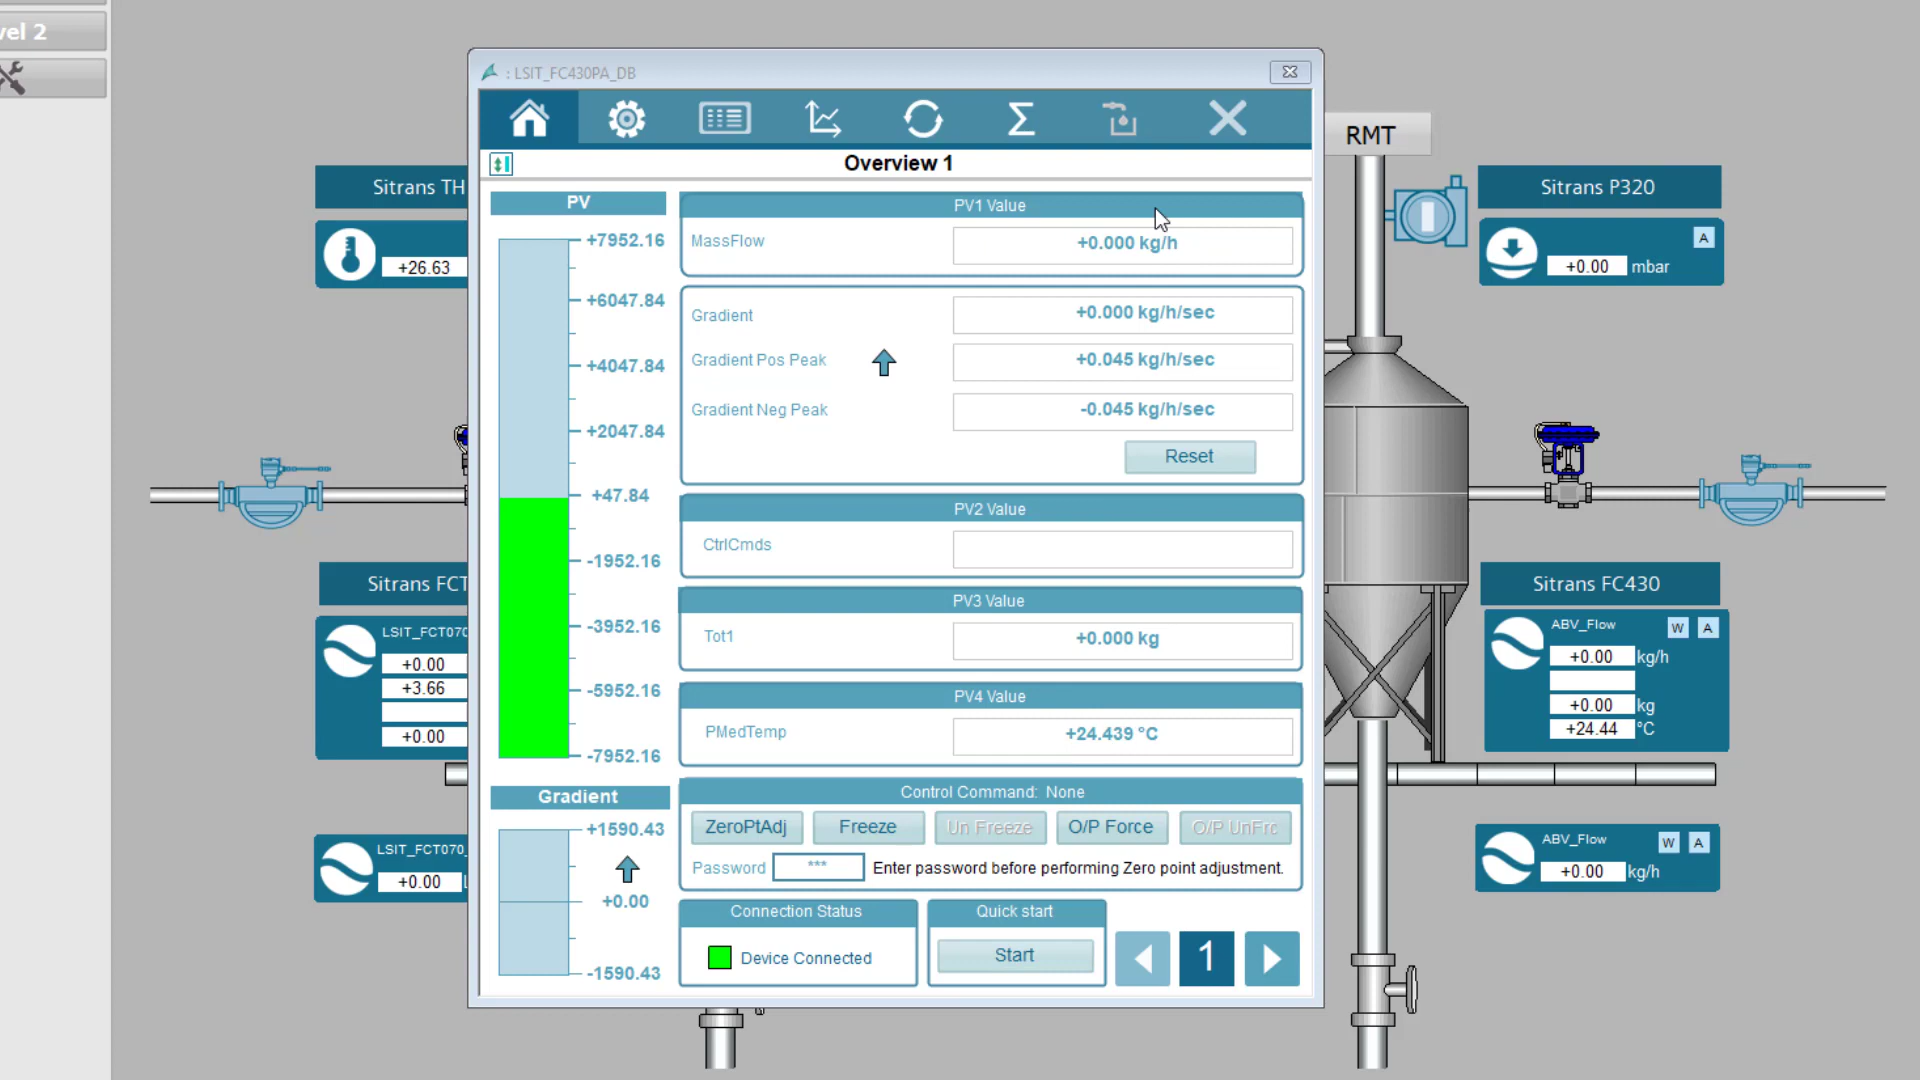 vel 2
: LSIT_FC430PA_DB
Overview 1
RMT
Sitrans TH
+26.63
Sitrans P320
A
+0.00 mbar
PV
+7952.16
+6047.84
+4047.84
+2047.84
+47.84
-1952.16
-3952.16
-5952.16
-7952.16
PV1 Value
MassFlow +0.000 kg/h
Gradient +0.000 kg/h/sec
Gradient Pos Peak +0.045 kg/h/sec
Gradient Neg Peak -0.045 kg/h/sec
Reset
PV2 Value
CtrlCmds
PV3 Value
Tot1 +0.000 kg
PV4 Value
PMedTemp +24.439 °C
Gradient
+1590.43
+0.00
-1590.43
Control Command: None
ZeroPtAdj Freeze Un Freeze O/P Force O/P UnFrc
Password *** Enter password before performing Zero point adjustment.
Connection Status
Device Connected
Quick start
Start
1
Sitrans FCT
LSIT_FCT070
+0.00
+3.66
+0.00
LSIT_FCT070_
+0.00
Sitrans FC430
ABV_Flow W A
+0.00 kg/h
+0.00 kg
+24.44 °C
ABV_Flow W A
+0.00 kg/h